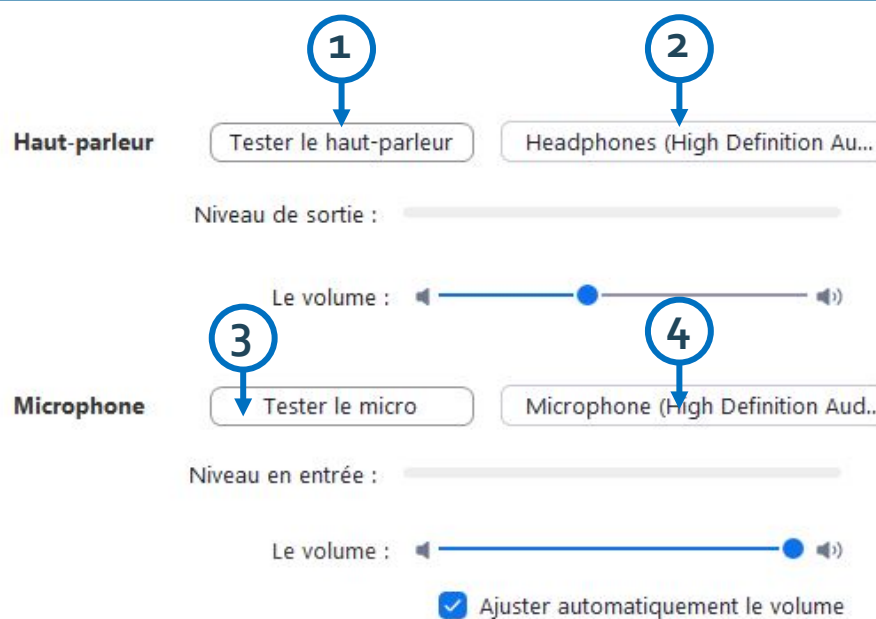 1
2
Haut-parleur Tester le haut-parleur Headphones (High Definition Au...
Niveau de sortie :
Le volume :
3
4
Microphone Tester le micro Microphone (High Definition Aud..
Niveau en entrée :
Le volume :
Ajuster automatiquement le volume